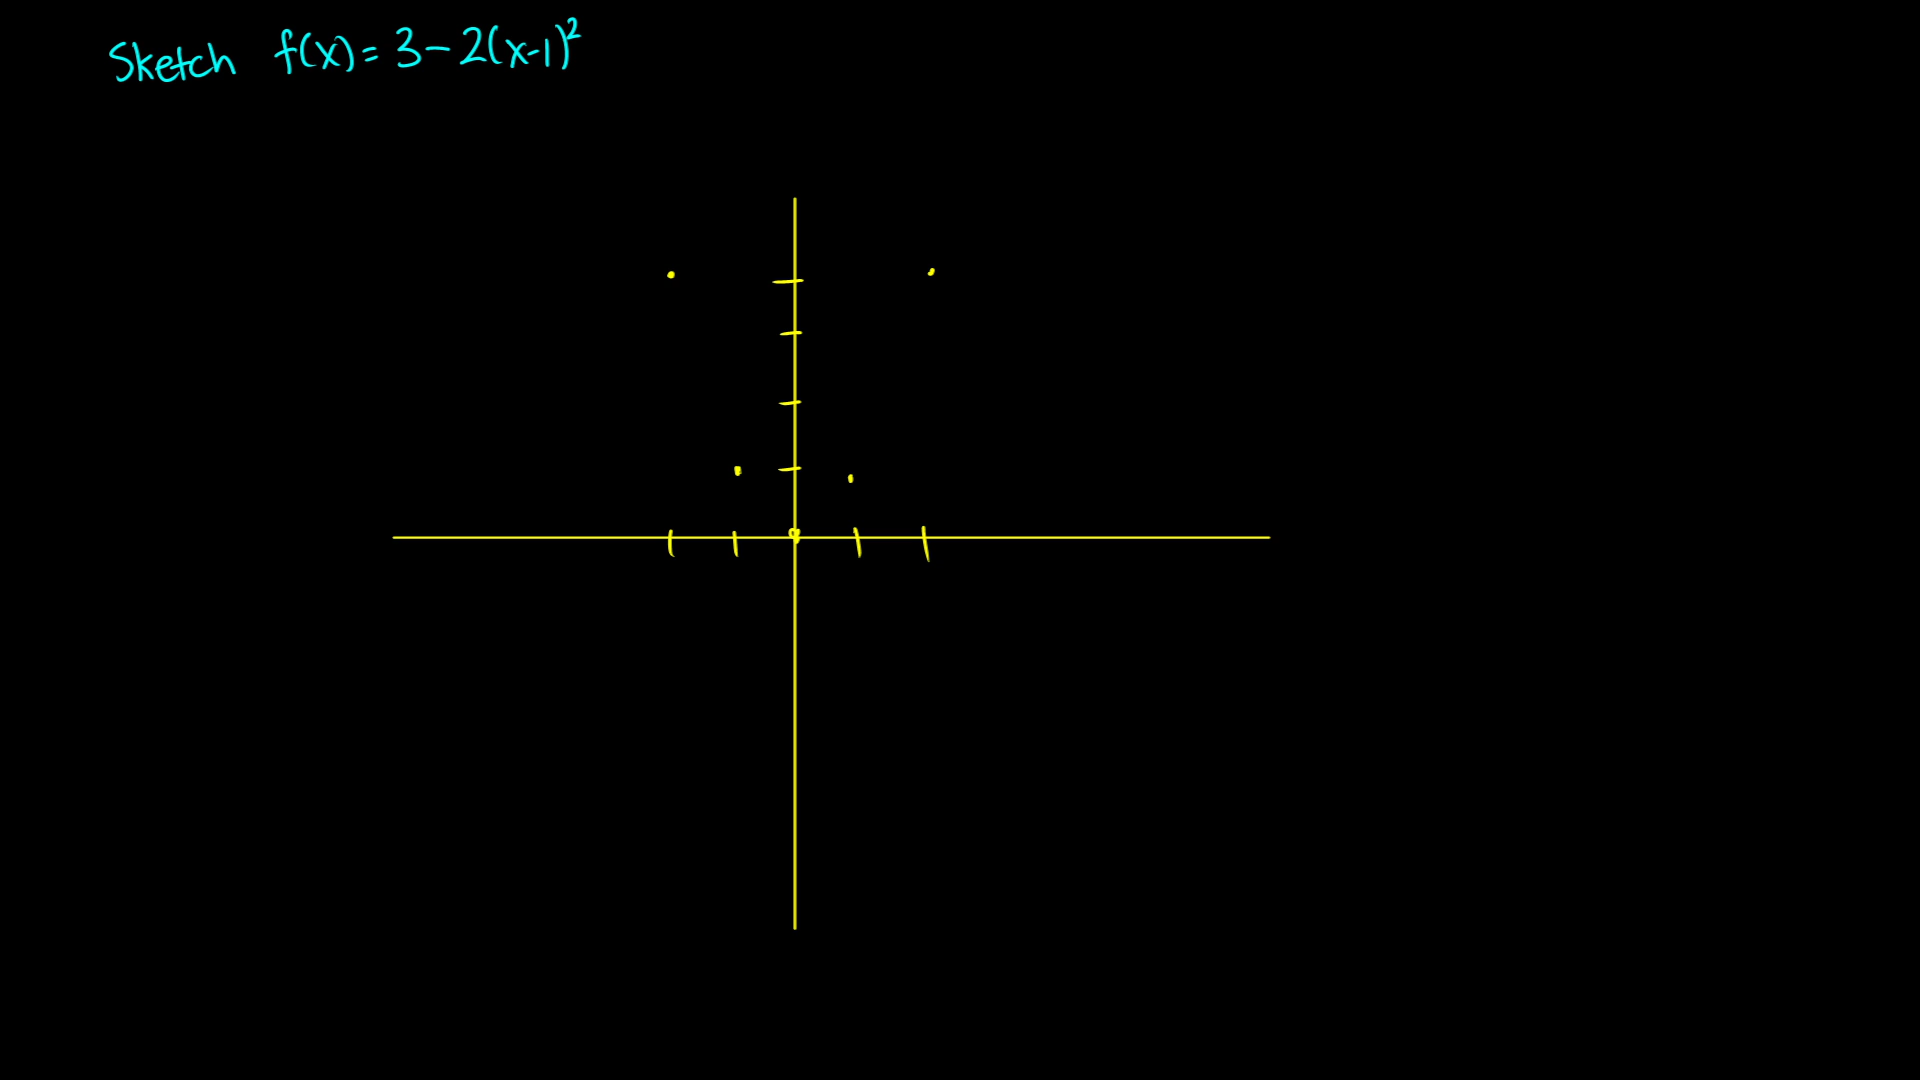 Sketch f(x) = 3 - 2(x-1)²